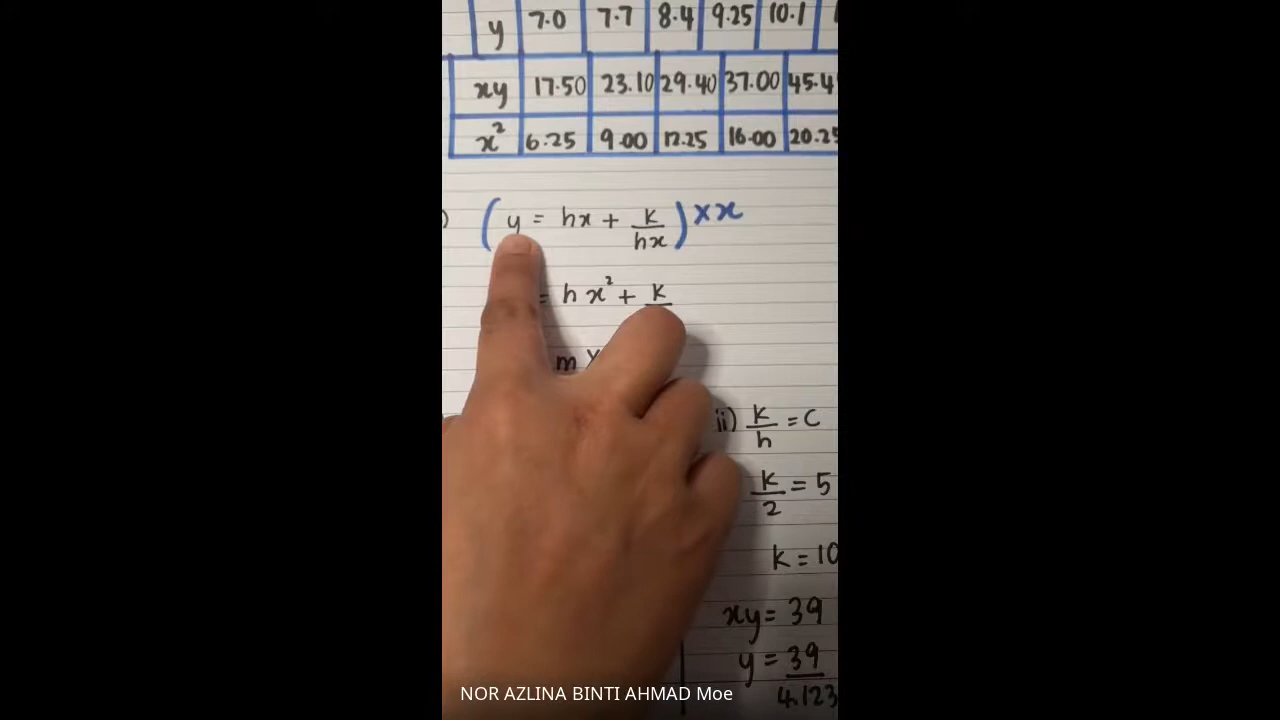 y 7.0 7.7 8.4 9.25 10.1
xy 17.50 23.10 29.40 37.00 45.4
x² 6.25 9.00 12.25 16.00 20.25
) (y = hx + k/hx) × x
= hx² + k
m
ii) k/h = C
k/2 = 5
k = 10
xy = 39
y = 39/4.123
NOR AZLINA BINTI AHMAD Moe